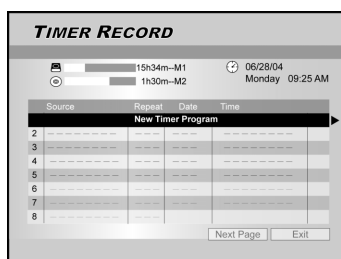 TIMER RECORD
15h34m--M1
06/28/04
1h30m--M2
Monday 09:25 AM
Source Repeat Date Time
New Timer Program
2
3
4
5
6
7
8
Next Page Exit